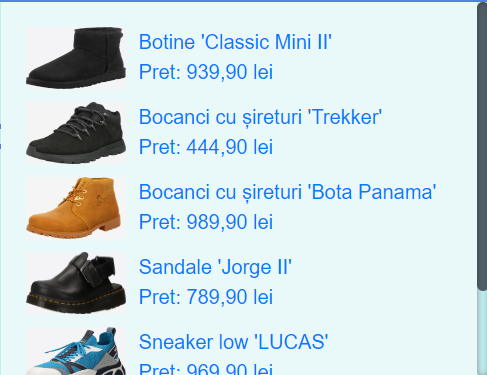 Botine 'Classic Mini II'
Pret: 939,90 lei
Bocanci cu șireturi 'Trekker'
Pret: 444,90 lei
Bocanci cu șireturi 'Bota Panama'
Pret: 989,90 lei
Sandale 'Jorge II'
Pret: 789,90 lei
Sneaker low 'LUCAS'
Pret: 969,90 lei